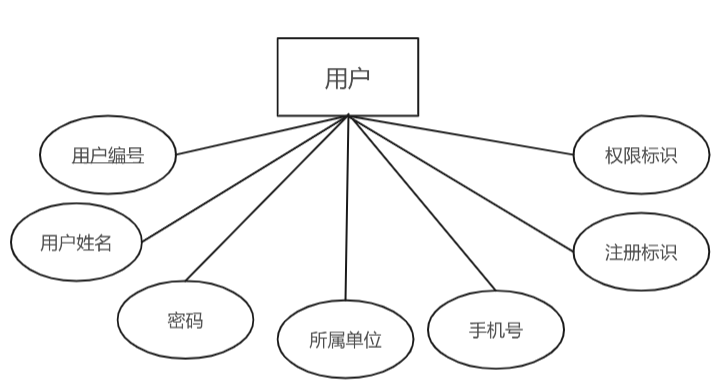 用户
用户编号
权限标识
用户姓名
注册标识
密码
所属单位
手机号